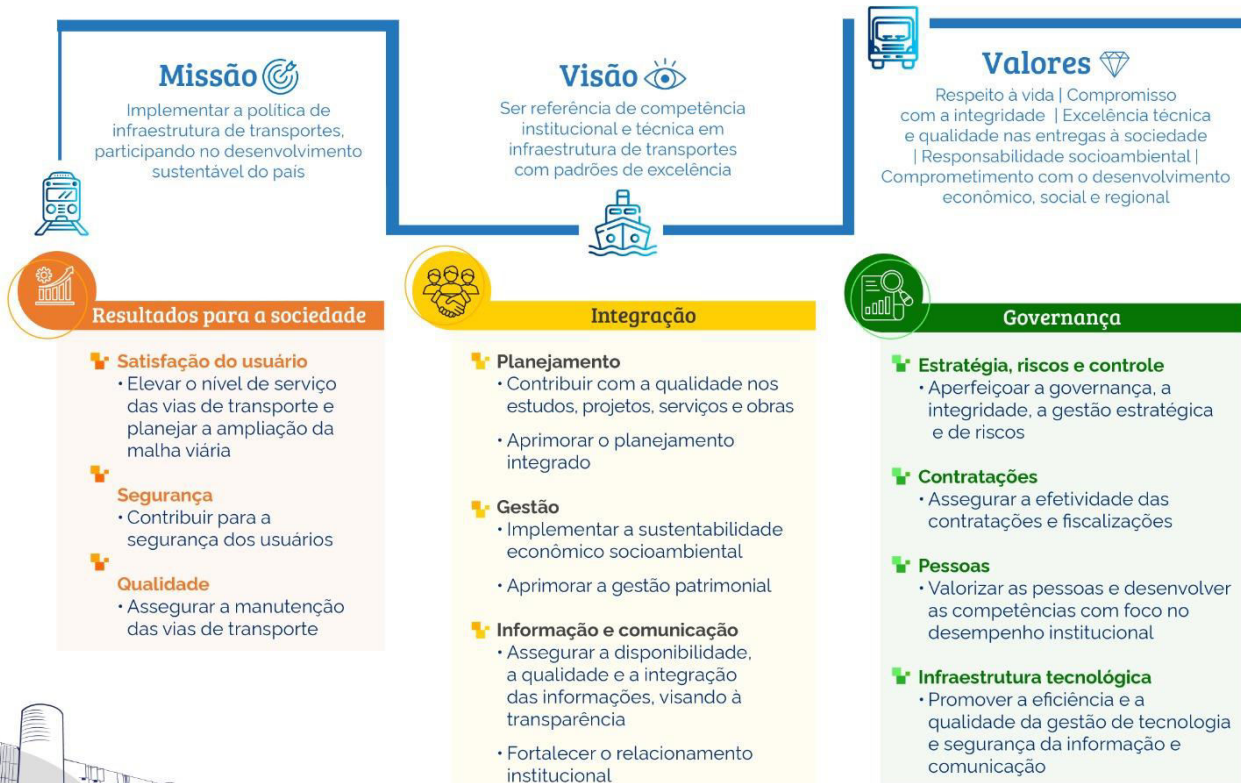 Missão
Implementar a política de
infraestrutura de transportes,
participando no desenvolvimento
sustentável do país
Visão
Ser referência de competência
institucional e técnica em
infraestrutura de transportes
com padrões de excelência
Valores
Respeito à vida | Compromisso
com a integridade | Excelência técnica
e qualidade nas entregas à sociedade
| Responsabilidade socioambiental |
Comprometimento com o desenvolvimento
econômico, social e regional
Resultados para a sociedade
Satisfação do usuário
• Elevar o nível de serviço
das vias de transporte e
planejar a ampliação da
malha viária
Segurança
• Contribuir para a
segurança dos usuários
Qualidade
• Assegurar a manutenção
das vias de transporte
Integração
Planejamento
• Contribuir com a qualidade nos
estudos, projetos, serviços e obras
• Aprimorar o planejamento
integrado
Gestão
• Implementar a sustentabilidade
econômico socioambiental
• Aprimorar a gestão patrimonial
Informação e comunicação
• Assegurar a disponibilidade,
a qualidade e a integração
das informações, visando à
transparência
• Fortalecer o relacionamento
institucional
Governança
Estratégia, riscos e controle
• Aperfeiçoar a governança, a
integridade, a gestão estratégica
e de riscos
Contratações
• Assegurar a efetividade das
contratações e fiscalizações
Pessoas
• Valorizar as pessoas e desenvolver
as competências com foco no
desempenho institucional
Infraestrutura tecnológica
• Promover a eficiência e a
qualidade da gestão de tecnologia
e segurança da informação e
comunicação